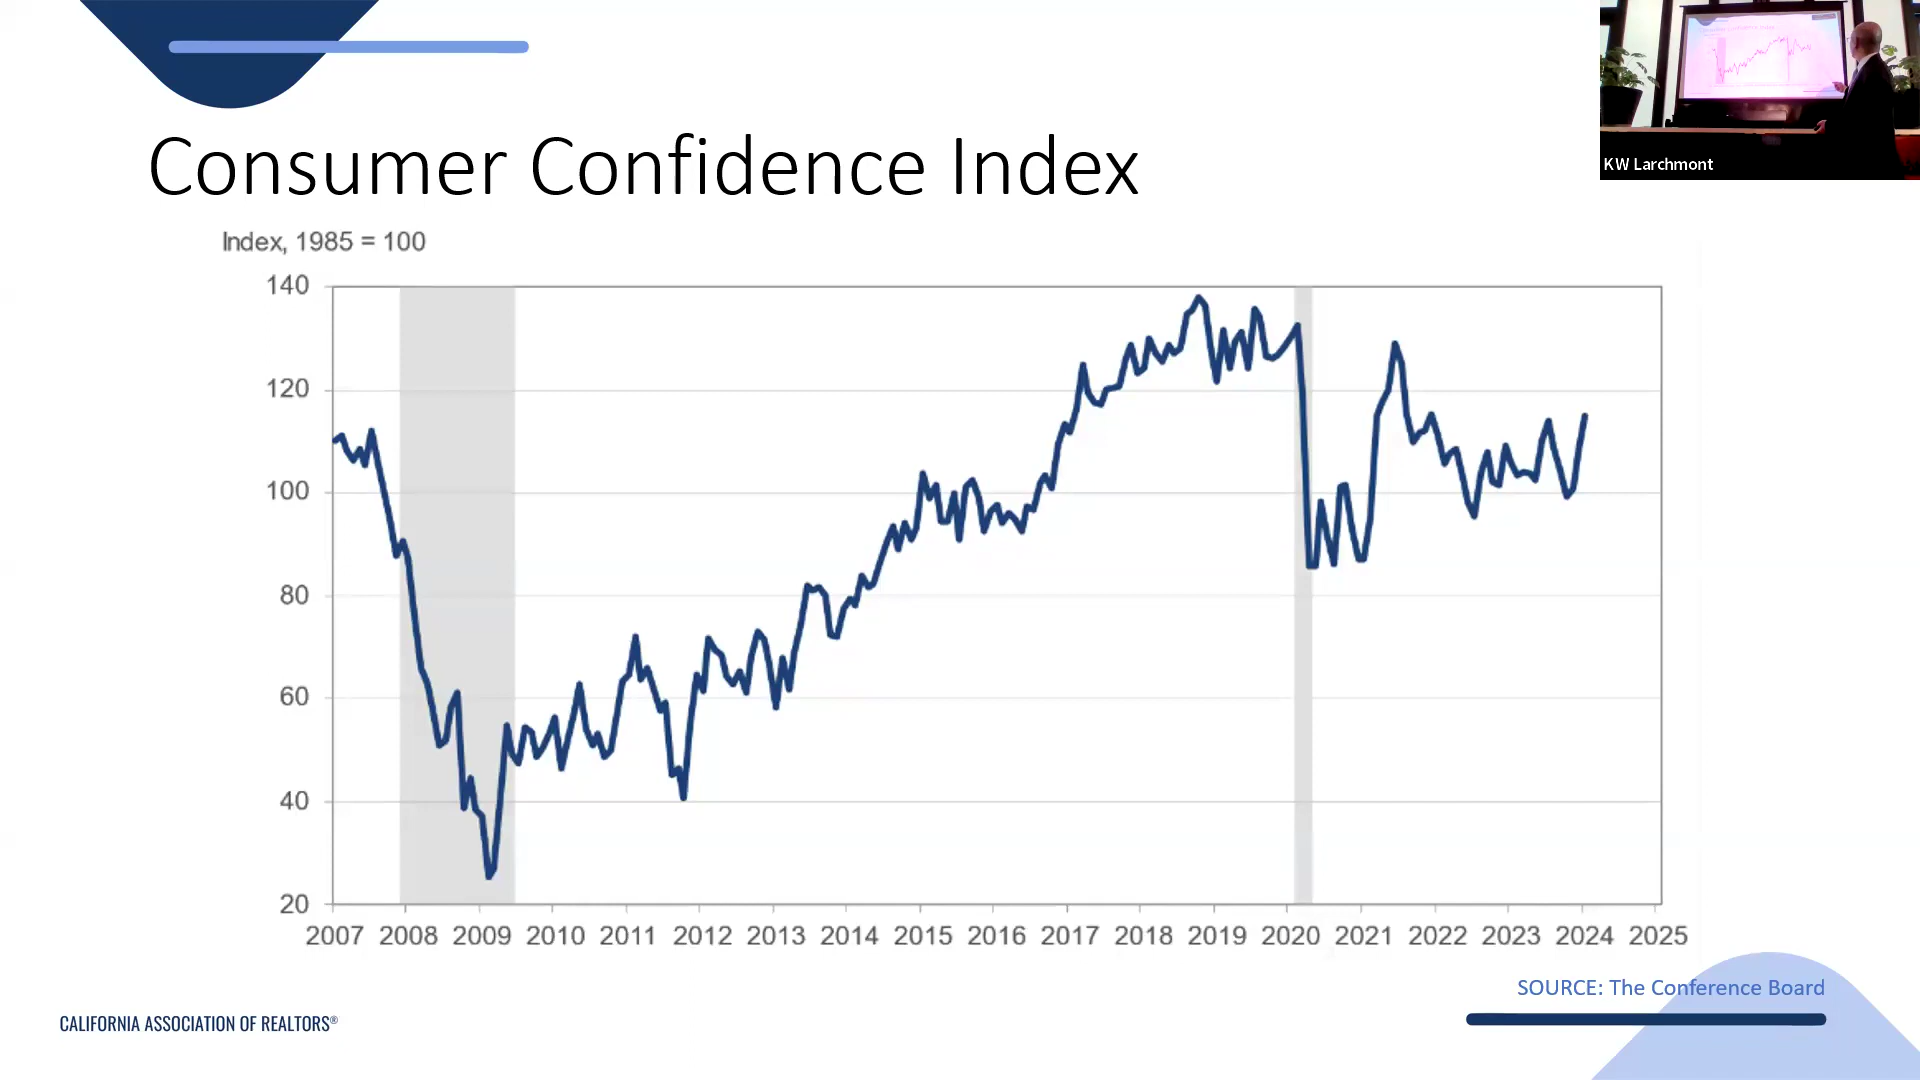 KW Larchmont
Consumer Confidence Index
Index, 1985 = 100
140
120
100
80
60
40
20
2007 2008 2009 2010 2011 2012 2013 2014 2015 2016 2017 2018 2019 2020 2021 2022 2023 2024 2025
SOURCE: The Conference Board
CALIFORNIA ASSOCIATION OF REALTORS®